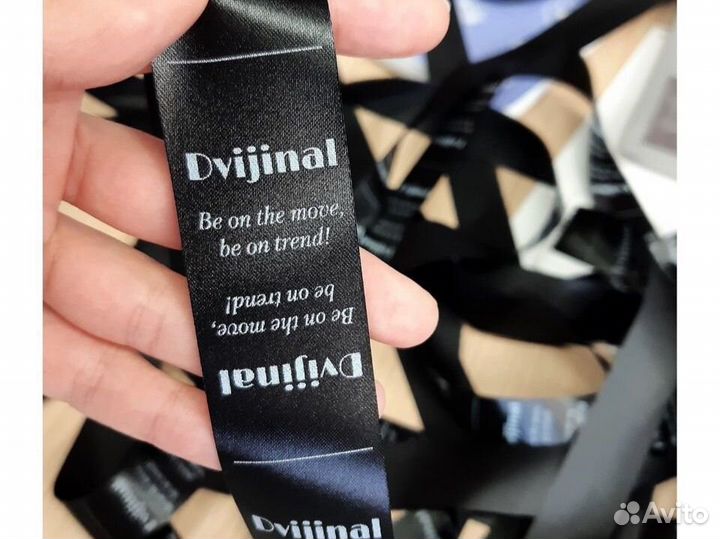 Dvijinal
Be on the move,
be on trend!
be on trend!
Be on the move,
Dvijinal
Dvijinal
Avito